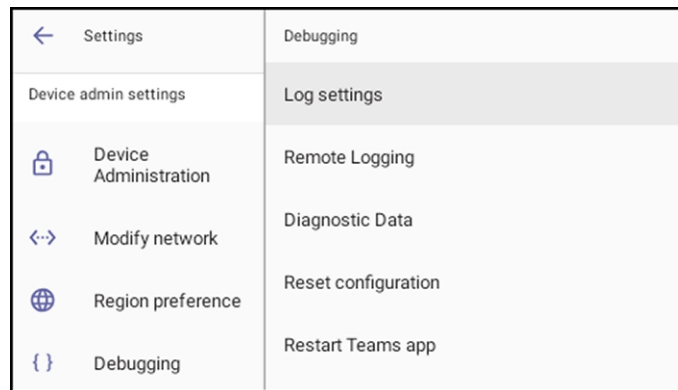 Settings
Device admin settings
Device
Administration
Modify network
Region preference
Debugging
Debugging
Log settings
Remote Logging
Diagnostic Data
Reset configuration
Restart Teams app